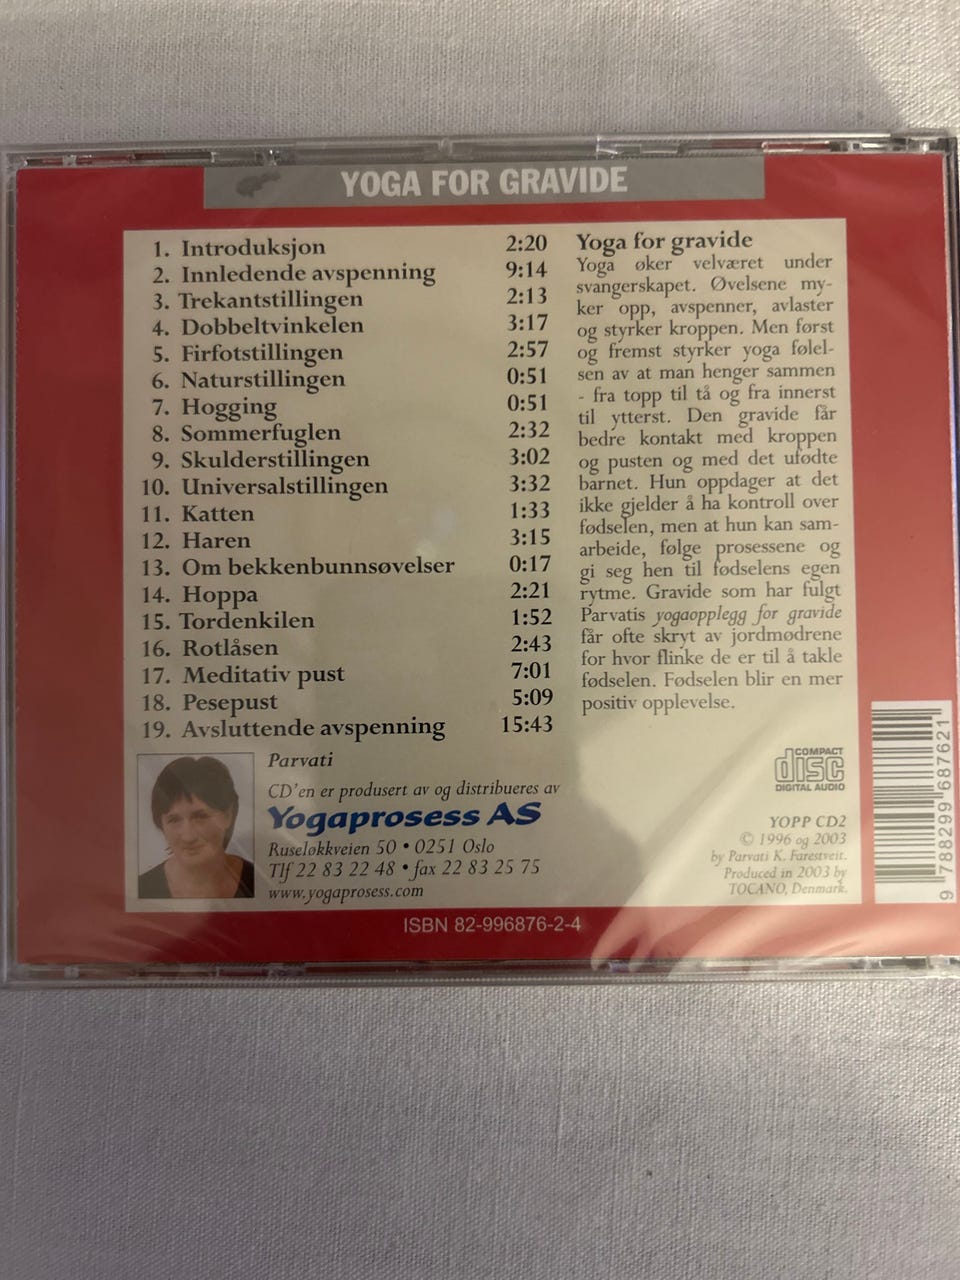 YOGA FOR GRAVIDE
1. Introduksjon 2:20
2. Innledende avspenning 9:14
3. Trekantstillingen 2:13
4. Dobbeltvinkelen 3:17
5. Firfotstillingen 2:57
6. Naturstillingen 0:51
7. Hogging 0:51
8. Sommerfuglen 2:32
9. Skulderstillingen 3:02
10. Universalstillingen 3:32
11. Katten 1:33
12. Haren 3:15
13. Om bekkenbunnsøvelser 0:17
14. Hoppa 2:21
15. Tordenkilen 1:52
16. Rotlåsen 2:43
17. Meditativ pust 7:01
18. Pesepust 5:09
19. Avsluttende avspenning 15:43
Yoga for gravide
Yoga øker velværet under
svangerskapet. Øvelsene my-
ker opp, avspenner, avlaster
og styrker kroppen. Men først
og fremst styrker yoga følel-
sen av at man henger sammen
- fra topp til tå og fra innerst
til ytterst. Den gravide får
bedre kontakt med kroppen
og pusten og med det ufødte
barnet. Hun oppdager at det
ikke gjelder å ha kontroll over
fødselen, men at hun kan sam-
arbeide, følge prosessene og
gi seg hen til fødselens egen
rytme. Gravide som har fulgt
Parvatis yogaopplegg for gravide
får ofte skryt av jordmødrene
for hvor flinke de er til å takle
fødselen. Fødselen blir en mer
positiv opplevelse.
Parvati
CD'en er produsert av og distribueres av
Yogaprosess AS
Ruseløkkveien 50 • 0251 Oslo
Tlf 22 83 22 48 • fax 22 83 25 75
www.yogaprosess.com
COMPACT
disc
DIGITAL AUDIO
YOPP CD2
© 1996 og 2003
by Parvati K. Farestveit.
Produced in 2003 by
TOCANO, Denmark.
ISBN 82-996876-2-4
9 788299 687621